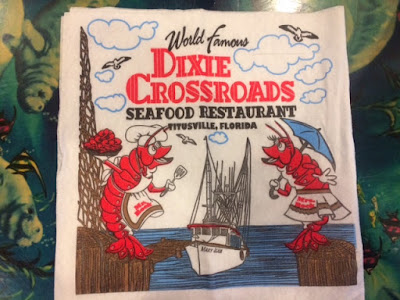 World Famous
DIXIE
CROSSROADS
SEAFOOD RESTAURANT
TITUSVILLE, FLORIDA